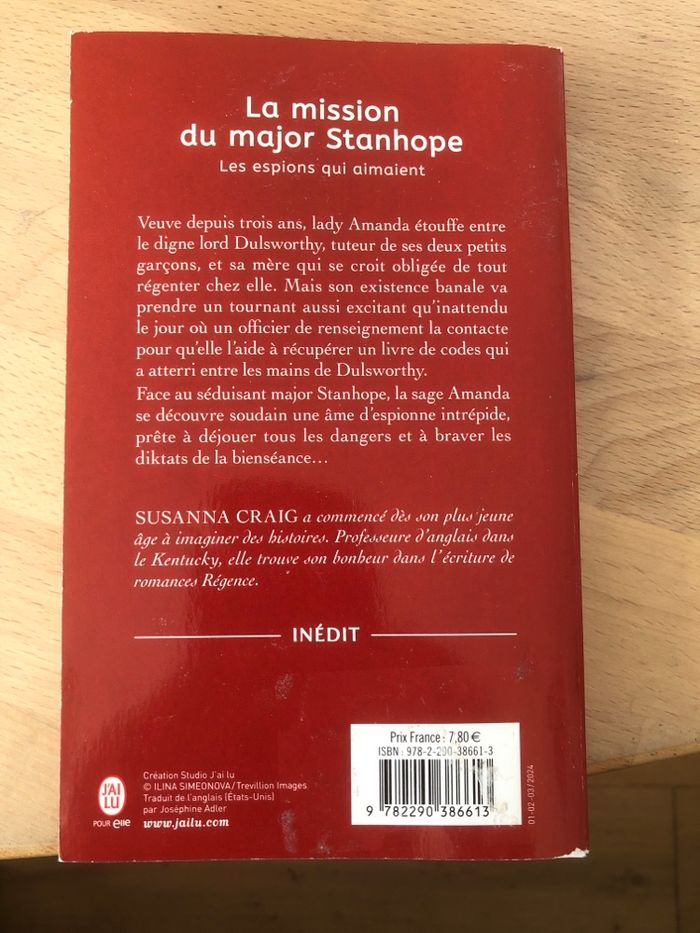 La mission
du major Stanhope
Les espions qui aimaient
Veuve depuis trois ans, lady Amanda étouffe entre
le digne lord Dulsworthy, tuteur de ses deux petits
garçons, et sa mère qui se croit obligée de tout
régenter chez elle. Mais son existence banale va
prendre un tournant aussi excitant qu'inattendu
le jour où un officier de renseignement la contacte
pour qu'elle l'aide à récupérer un livre de codes qui
a atterri entre les mains de Dulsworthy.
Face au séduisant major Stanhope, la sage Amanda
se découvre soudain une âme d'espionne intrépide,
prête à déjouer tous les dangers et à braver les
diktats de la bienséance…
SUSANNA CRAIG a commencé dès son plus jeune
âge à imaginer des histoires. Professeure d'anglais dans
le Kentucky, elle trouve son bonheur dans l'écriture de
romances Régence.
INÉDIT
Prix France : 7,80 €
ISBN : 978-2-290-38661-3
9 782290 386613
01-02-03/2024
J'AI
LU
POUR elle
Création Studio J'ai lu
© ILINA SIMEONOVA / Trevillion Images
Traduit de l'anglais (États-Unis)
par Joséphine Adler
www.jailu.com